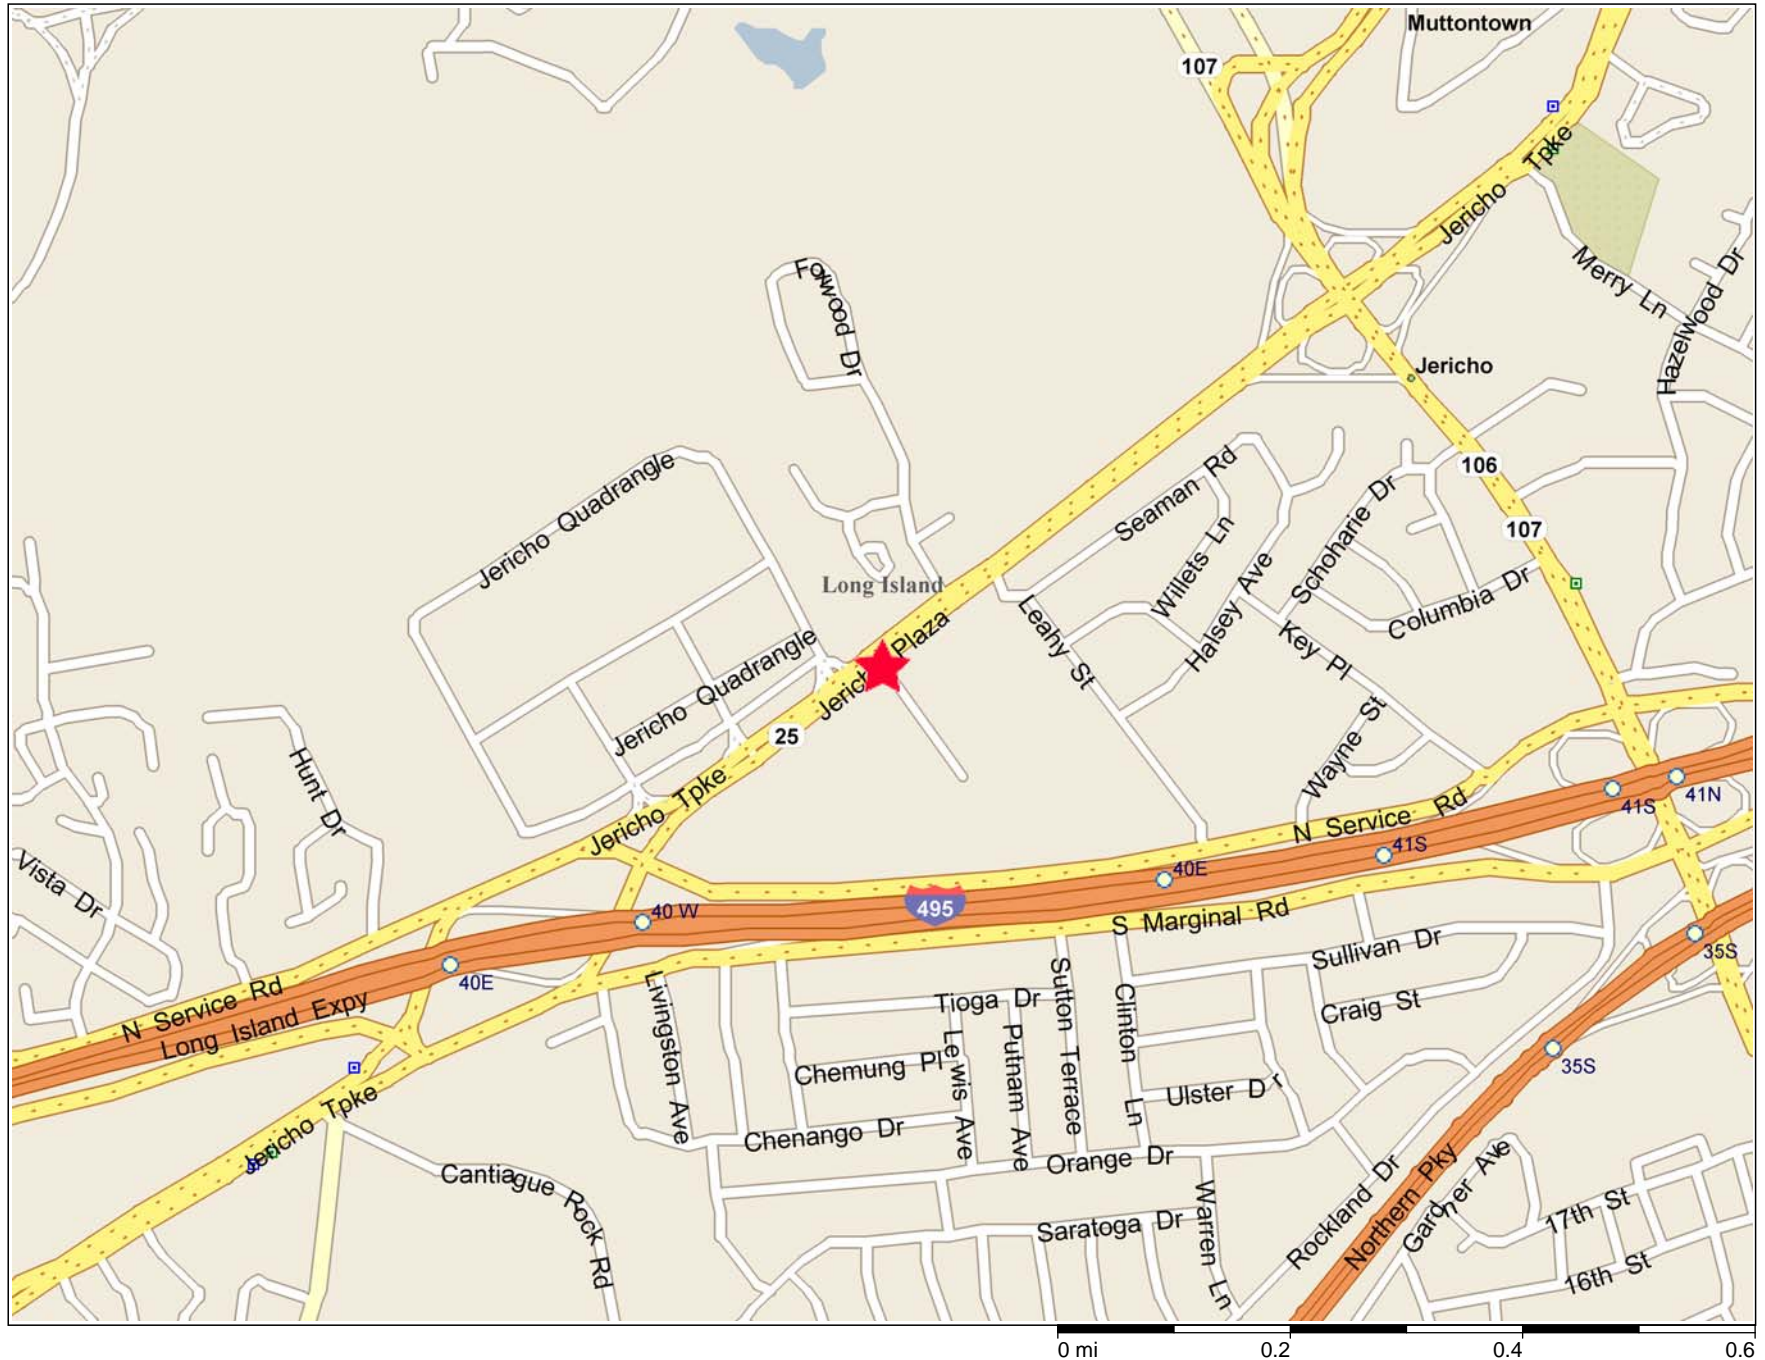 Muttontown
107
Jericho Tpke
Merry Ln
Hazelwood Dr
Foxwood Dr
Jericho
106
107
Jericho Quadrangle
Seaman Rd
Willets Ln
Halsey Ave
Schoharie Dr
Columbia Dr
Long Island
Leahy St
Key Pl
Jericho Quadrangle
Plaza
25
Wayne St
Hunt Dr
Jericho Tpke
N Service Rd
41S
41N
41S
40E
Vista Dr
40 W
495
S Marginal Rd
Sullivan Dr
35S
40E
N Service Rd
Long Island Expy
Livingston Ave
Tioga Dr
Sutton Terrace
Clinton Ln
Craig St
Lewis Ave
Putnam Ave
Chemung Pl
Ulster Dr
35S
Jericho Tpke
Chenango Dr
Orange Dr
Cantiague Rock Rd
Saratoga Dr
Warren Ln
Rockland Dr
Northern Pky
Gardner Ave
17th St
16th St
0 mi 0.2 0.4 0.6